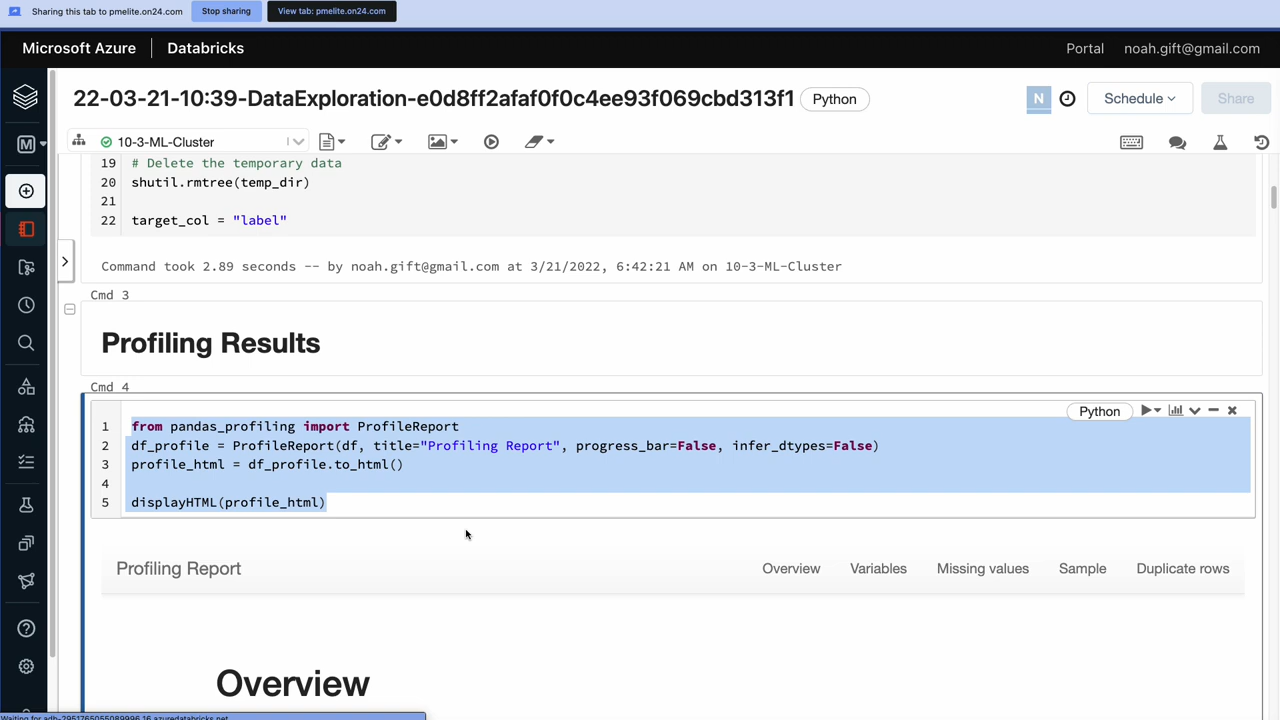 Sharing this tab to pmelite.on24.com
Stop sharing
View tab: pmelite.on24.com
Microsoft Azure
Databricks
Portal
noah.gift@gmail.com
22-03-21-10:39-DataExploration-e0d8ff2afaf0f0c4ee93f069cbd313f1
Python
N
Schedule
Share
M
10-3-ML-Cluster
19 # Delete the temporary data
20 shutil.rmtree(temp_dir)
21
22 target_col = "label"
Command took 2.89 seconds -- by noah.gift@gmail.com at 3/21/2022, 6:42:21 AM on 10-3-ML-Cluster
Cmd 3
Profiling Results
Cmd 4
Python
1 from pandas_profiling import ProfileReport
2 df_profile = ProfileReport(df, title="Profiling Report", progress_bar=False, infer_dtypes=False)
3 profile_html = df_profile.to_html()
4
5 displayHTML(profile_html)
Profiling Report
Overview
Variables
Missing values
Sample
Duplicate rows
Overview